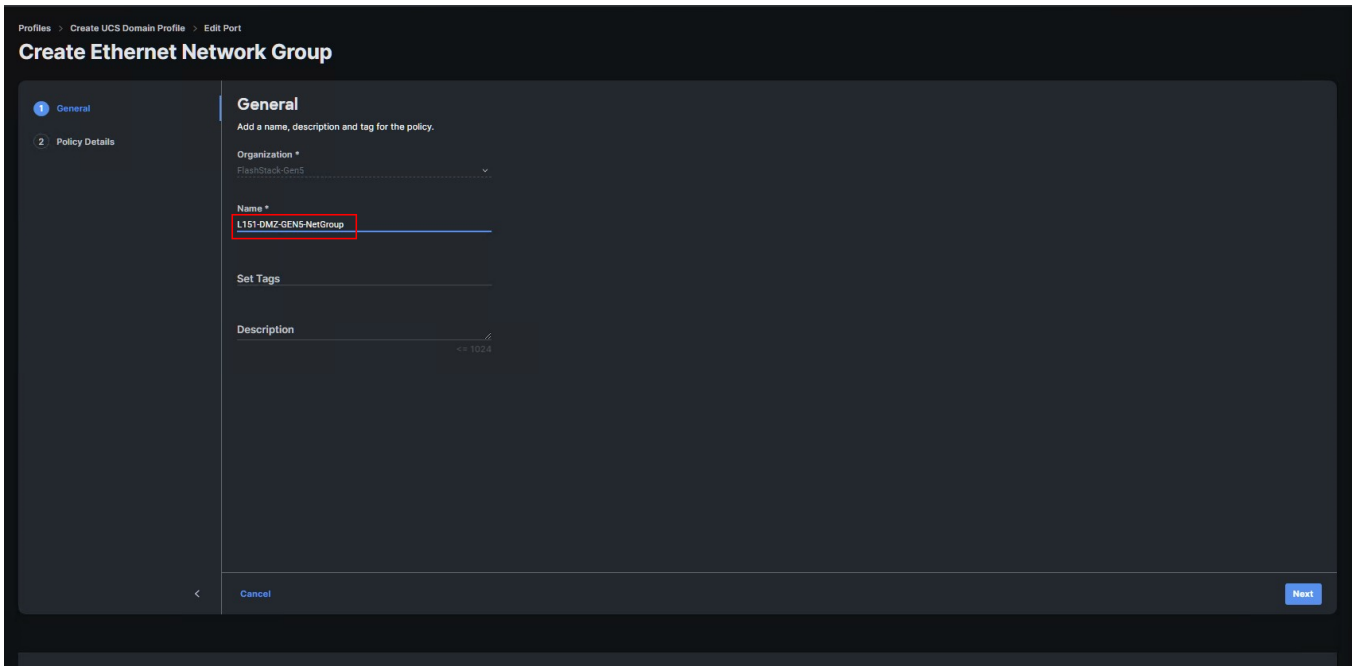 Profiles > Create UCS Domain Profile > Edit Port
Create Ethernet Network Group
1 General
2 Policy Details
General
Add a name, description and tag for the policy.
Organization *
FlashStack-Gen5
Name *
L151-DMZ-GEN5-NetGroup
Set Tags
Description
<= 1024
< Cancel Next